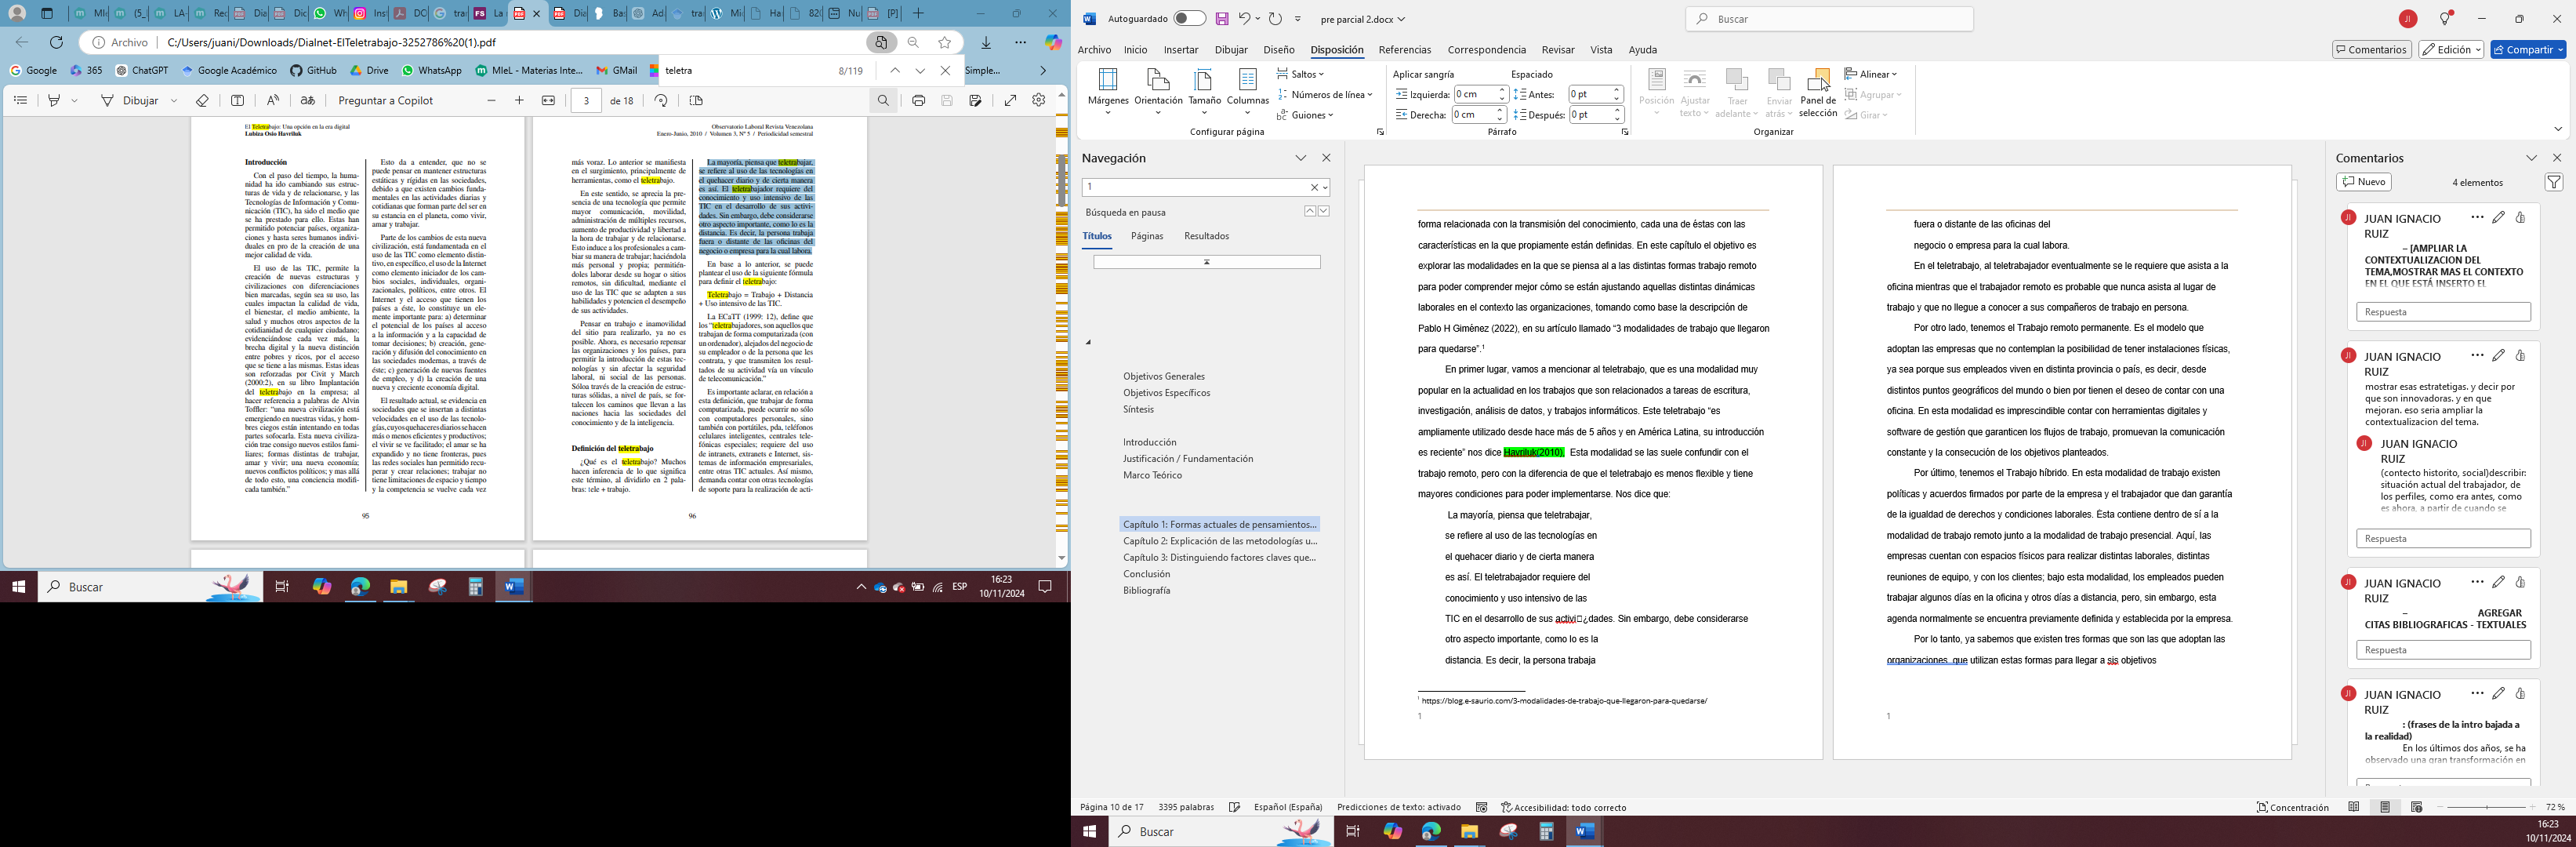 Archivo
C:/Users/juani/Downloads/Dialnet-ElTeletrabajo-3252786%20(1).pdf
Google
365
ChatGPT
Google Académico
GitHub
Drive
WhatsApp
MIeL - Materias Inte...
GMail
teletra
8/119
Simple...
Dibujar
Preguntar a Copilot
3
de 18
El Teletrabajo: Una opción en la era digital
Lubiza Osio Havriluk
Introducción
Con el paso del tiempo, la huma-
nidad ha ido cambiando sus estruc-
turas de vida y de relacionarse, y las
Tecnologías de Información y Comu-
nicación (TIC), ha sido el medio que
se ha prestado para ello. Estas han
permitido potenciar países, organiza-
ciones y hasta seres humanos indivi-
duales en pro de la creación de una
mejor calidad de vida.
El uso de las TIC, permite la
creación de nuevas estructuras y
civilizaciones con diferenciaciones
bien marcadas, según sea su uso, las
cuales impactan la calidad de vida,
el bienestar, el medio ambiente, la
salud y muchos otros aspectos de la
cotidianidad de cualquier ciudadano;
evidenciándose cada vez más, la
brecha digital y la nueva distinción
entre pobres y ricos, por el acceso
que se tiene a las mismas. Estas ideas
son reforzadas por Civit y March
(2000:2), en su libro Implantación
del teletrabajo en la empresa; al
hacer referencia a palabras de Alvin
Toffler: "una nueva civilización está
emergiendo en nuestras vidas, y hom-
bres ciegos están intentando en todas
partes sofocarla. Esta nueva civiliza-
ción trae consigo nuevos estilos fami-
liares; formas distintas de trabajar,
amar y vivir; una nueva economía;
nuevos conflictos políticos; y mas allá
de todo esto, una conciencia modifi-
cada también."
Esto da a entender, que no se
puede pensar en mantener estructuras
estáticas y rígidas en las sociedades,
debido a que existen cambios funda-
mentales en las actividades diarias y
cotidianas que forman parte del ser en
su estancia en el planeta, como vivir,
amar y trabajar.
Parte de los cambios de esta nueva
civilización, está fundamentada en el
uso de las TIC como elemento distin-
tivo, en específico, el uso de la Internet
como elemento iniciador de los cam-
bios sociales, individuales, organi-
zacionales, políticos, entre otros. El
Internet y el acceso que tienen los
países a éste, lo constituye un ele-
mento importante para: a) determinar
el potencial de los países al acceso
a la información y a la capacidad de
tomar decisiones; b) creación, gene-
ración y difusión del conocimiento en
las sociedades modernas, a través de
éste; c) generación de nuevas fuentes
de empleo, y d) la creación de una
nueva y creciente economía digital.
El resultado actual, se evidencia en
sociedades que se insertan a distintas
velocidades en el uso de las tecnolo-
gías, cuyos quehaceres diarios se hacen
más o menos eficientes y productivos;
el vivir se ve facilitado; el amar se ha
expandido y no tiene fronteras, pues
las redes sociales han permitido recu-
perar y crear relaciones; trabajar no
tiene limitaciones de espacio y tiempo
y la competencia se vuelve cada vez
95
Observatorio Laboral Revista Venezolana
Enero-Junio, 2010 / Volumen 3, Nº 5 / Periodicidad semestral
más voraz. Lo anterior se manifiesta
en el surgimiento, principalmente de
herramientas, como el teletrabajo.
En este sentido, se aprecia la pre-
sencia de una tecnología que permite
mayor comunicación, movilidad,
administración de múltiples recursos,
aumento de productividad y libertad a
la hora de trabajar y de relacionarse.
Esto induce a los profesionales a cam-
biar su manera de trabajar; haciéndola
más personal y propia; permitién-
doles laborar desde su hogar o sitios
remotos, sin dificultad, mediante el
uso de las TIC que se adapten a sus
habilidades y potencien el desempeño
de sus actividades.
Pensar en trabajo e inamovilidad
del sitio para realizarlo, ya no es
posible. Ahora, es necesario repensar
las organizaciones y los países, para
permitir la introducción de estas tec-
nologías y sin afectar la seguridad
laboral, ni social de las personas.
Sólo a través de la creación de estruc-
turas sólidas, a nivel de país, se for-
talecen los caminos que llevan a las
naciones hacia las sociedades del
conocimiento y de la inteligencia.
Definición del teletrabajo
¿Qué es el teletrabajo? Muchos
hacen inferencia de lo que significa
este término, al dividirlo en 2 pala-
bras: tele + trabajo.
La mayoría, piensa que teletrabajar,
se refiere al uso de las tecnologías en
el quehacer diario y de cierta manera
es así. El teletrabajador requiere del
conocimiento y uso intensivo de las
TIC en el desarrollo de sus activi-
dades. Sin embargo, debe considerarse
otro aspecto importante, como lo es la
distancia. Es decir, la persona trabaja
fuera o distante de las oficinas del
negocio o empresa para la cual labora.
En base a lo anterior, se puede
plantear el uso de la siguiente fórmula
para definir el teletrabajo:
Teletrabajo = Trabajo + Distancia
+ Uso intensivo de las TIC.
La ECaTT (1999: 12), define que
los "teletrabajadores, son aquellos que
trabajan de forma computarizada (con
un ordenador), alejados del negocio de
su empleador o de la persona que les
contrata, y que transmiten los resul-
tados de su actividad vía un vínculo
de telecomunicación."
Es importante aclarar, en relación a
esta definición, que trabajar de forma
computarizada, puede ocurrir no sólo
con computadores personales, sino
también con portátiles, pda, teléfonos
celulares inteligentes, centrales tele-
fónicas especiales; requiere del uso
de intranets, extranets e Internet, sis-
temas de información empresariales,
entre otras TIC actuales. Así mismo,
demanda contar con otras tecnologías
de soporte para la realización de acti-
96
Buscar
ESP
16:23
10/11/2024
Autoguardado
pre parcial 2.docx
Buscar
JI
Archivo
Inicio
Insertar
Dibujar
Diseño
Disposición
Referencias
Correspondencia
Revisar
Vista
Ayuda
Comentarios
Edición
Compartir
Márgenes
Orientación
Tamaño
Columnas
Saltos
Números de línea
Guiones
Configurar página
Aplicar sangría
Izquierda: 0 cm
Derecha: 0 cm
Espaciado
Antes: 0 pt
Después: 0 pt
Párrafo
Posición
Ajustar texto
Traer adelante
Enviar atrás
Panel de selección
Alinear
Agrupar
Girar
Organizar
Navegación
1
Búsqueda en pausa
Títulos
Páginas
Resultados
Objetivos Generales
Objetivos Específicos
Síntesis
Introducción
Justificación / Fundamentación
Marco Teórico
Capítulo 1: Formas actuales de pensamientos...
Capítulo 2: Explicación de las metodologías u...
Capítulo 3: Distinguiendo factores claves que...
Conclusión
Bibliografía
forma relacionada con la transmisión del conocimiento, cada una de éstas con las
características en la que propiamente están definidas. En este capítulo el objetivo es
explorar las modalidades en la que se piensa al a las distintas formas trabajo remoto
para poder comprender mejor cómo se están ajustando aquellas distintas dinámicas
laborales en el contexto las organizaciones, tomando como base la descripción de
Pablo H Giménez (2022), en su artículo llamado "3 modalidades de trabajo que llegaron
para quedarse".1
En primer lugar, vamos a mencionar al teletrabajo, que es una modalidad muy
popular en la actualidad en los trabajos que son relacionados a tareas de escritura,
investigación, análisis de datos, y trabajos informáticos. Este teletrabajo "es
ampliamente utilizado desde hace más de 5 años y en América Latina, su introducción
es reciente" nos dice Havriluk(2010). Esta modalidad se las suele confundir con el
trabajo remoto, pero con la diferencia de que el teletrabajo es menos flexible y tiene
mayores condiciones para poder implementarse. Nos dice que:
La mayoría, piensa que teletrabajar,
se refiere al uso de las tecnologías en
el quehacer diario y de cierta manera
es así. El teletrabajador requiere del
conocimiento y uso intensivo de las
TIC en el desarrollo de sus activi□¿dades. Sin embargo, debe considerarse
otro aspecto importante, como lo es la
distancia. Es decir, la persona trabaja
1 https://blog.e-saurio.com/3-modalidades-de-trabajo-que-llegaron-para-quedarse/
1
fuera o distante de las oficinas del
negocio o empresa para la cual labora.
En el teletrabajo, al teletrabajador eventualmente se le requiere que asista a la
oficina mientras que el trabajador remoto es probable que nunca asista al lugar de
trabajo y que no llegue a conocer a sus compañeros de trabajo en persona.
Por otro lado, tenemos el Trabajo remoto permanente. Es el modelo que
adoptan las empresas que no contemplan la posibilidad de tener instalaciones físicas,
ya sea porque sus empleados viven en distinta provincia o país, es decir, desde
distintos puntos geográficos del mundo o bien por tienen el deseo de contar con una
oficina. En esta modalidad es imprescindible contar con herramientas digitales y
software de gestión que garanticen los flujos de trabajo, promuevan la comunicación
constante y la consecución de los objetivos planteados.
Por último, tenemos el Trabajo híbrido. En esta modalidad de trabajo existen
políticas y acuerdos firmados por parte de la empresa y el trabajador que dan garantía
de la igualdad de derechos y condiciones laborales. Ésta contiene dentro de sí a la
modalidad de trabajo remoto junto a la modalidad de trabajo presencial. Aquí, las
empresas cuentan con espacios físicos para realizar distintas laborales, distintas
reuniones de equipo, y con los clientes; bajo esta modalidad, los empleados pueden
trabajar algunos días en la oficina y otros días a distancia, pero, sin embargo, esta
agenda normalmente se encuentra previamente definida y establecida por la empresa.
Por lo tanto, ya sabemos que existen tres formas que son las que adoptan las
organizaciones que utilizan estas formas para llegar a sis objetivos
1
Comentarios
Nuevo
4 elementos
JUAN IGNACIO
RUIZ
– [AMPLIAR LA
CONTEXTUALIZACION DEL
TEMA,MOSTRAR MAS EL CONTEXTO
EN EL QUE ESTÁ INSERTO EL
Respuesta
JUAN IGNACIO
RUIZ
mostrar esas estratetigas. y decir por
que son innovadoras. y en que
mejoran. eso seria ampliar la
contextualizacion del tema.
JUAN IGNACIO
RUIZ
(contecto historito, social)describir:
situación actual del trabajador, de
los perfiles, como era antes, como
es ahora, a partir de cuando se
Respuesta
JUAN IGNACIO
RUIZ
– AGREGAR
CITAS BIBLIOGRAFICAS - TEXTUALES
Respuesta
JUAN IGNACIO
RUIZ
: (frases de la intro bajada a
la realidad)
En los últimos dos años, se ha
observado una gran transformación en
Página 10 de 17
3395 palabras
Español (España)
Predicciones de texto: activado
Accesibilidad: todo correcto
Concentración
72 %
Buscar
16:23
10/11/2024